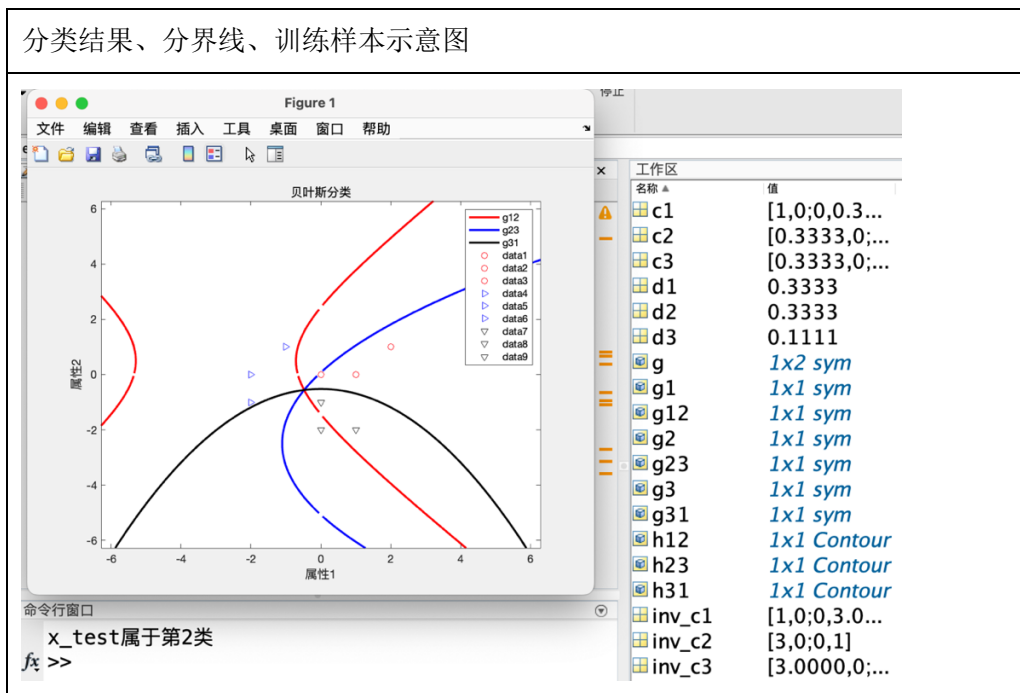 分类结果、分界线、训练样本示意图
停止
Figure 1
文件 编辑 查看 插入 工具 桌面 窗口 帮助
贝叶斯分类
6
4
2
0
-2
-4
-6
属性2
-6 -4 -2 0 2 4 6
属性1
g12
g23
g31
data1
data2
data3
data4
data5
data6
data7
data8
data9
工作区
名称 值
c1 [1,0;0,0.3...
c2 [0.3333,0;...
c3 [0.3333,0;...
d1 0.3333
d2 0.3333
d3 0.1111
g 1x2 sym
g1 1x1 sym
g12 1x1 sym
g2 1x1 sym
g23 1x1 sym
g3 1x1 sym
g31 1x1 sym
h12 1x1 Contour
h23 1x1 Contour
h31 1x1 Contour
inv_c1 [1,0;0,3.0...
inv_c2 [3,0;0,1]
inv_c3 [3.0000,0;...
命令行窗口
x_test属于第2类
fx >>